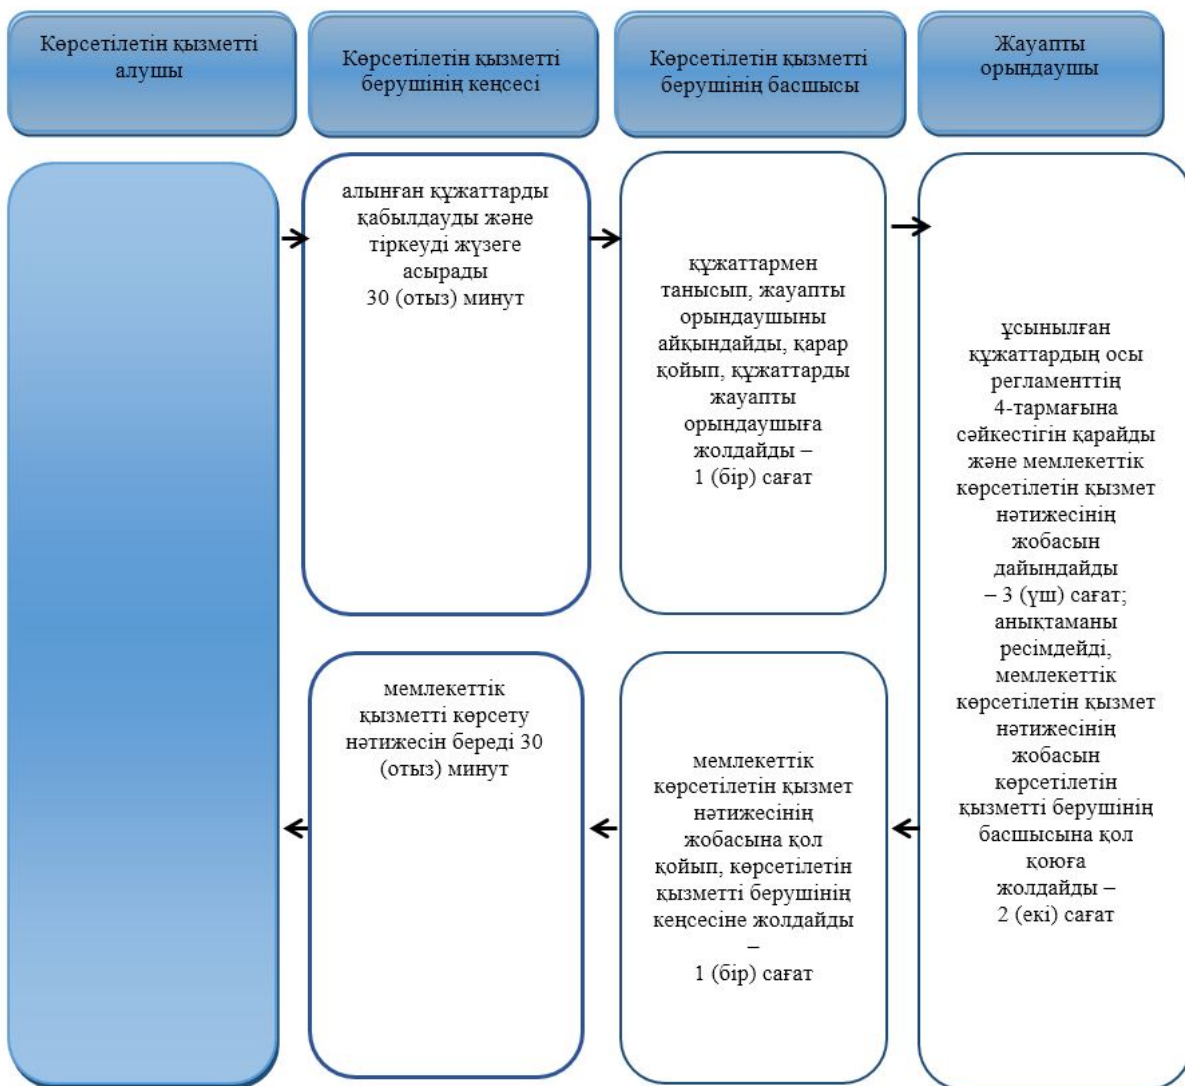 Көрсетілетін қызметті
алушы
Көрсетілетін қызметті
берушінің кеңсесі
Көрсетілетін қызметті
берушінің басшысы
Жауапты
орындаушы
алынған құжаттарды
қабылдауды және
тіркеуді жүзеге
асырады
30 (отыз) минут
құжаттармен
танысып, жауапты
орындаушыны
айқындайды, қарар
қойып, құжаттарды
жауапты
орындаушыға
жолдайды –
1 (бір) сағат
ұсынылған
құжаттардың осы
регламенттің
4-тармағына
сәйкестігін қарайды
және мемлекеттік
көрсетілетін қызмет
нәтижесінің
жобасын
дайындайды
– 3 (үш) сағат;
анықтаманы
ресімдейді,
мемлекеттік
көрсетілетін қызмет
нәтижесінің
жобасын
көрсетілетін
қызметті берушінің
басшысына қол
қоюға
жолдайды –
2 (екі) сағат
мемлекеттік
көрсетілетін қызмет
нәтижесінің
жобасына қол
қойып, көрсетілетін
қызметті берушінің
кеңсесіне жолдайды
–
1 (бір) сағат
мемлекеттік
қызметті көрсету
нәтижесін береді 30
(отыз) минут